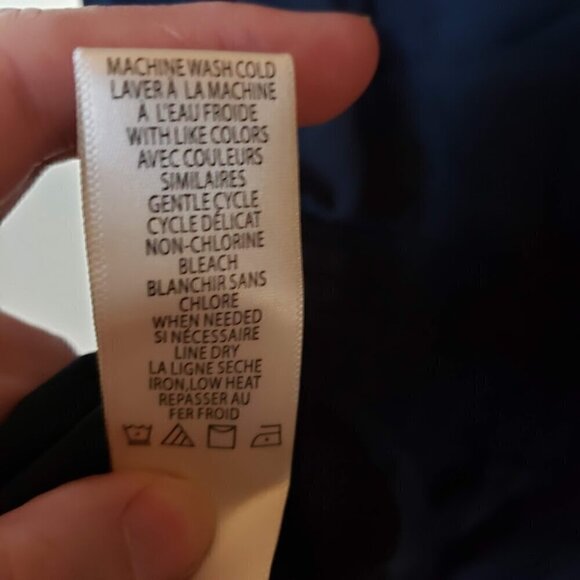 MACHINE WASH COLD
LAVER À LA MACHINE
À L'EAU FROIDE
WITH LIKE COLORS
AVEC COULEURS
SIMILAIRES
GENTLE CYCLE
CYCLE DÉLICAT
NON-CHLORINE
BLEACH
BLANCHIR SANS
CHLORE
WHEN NEEDED
SI NÉCESSAIRE
LINE DRY
LA LIGNE SECHE
IRON,LOW HEAT
REPASSER AU
FER FROID